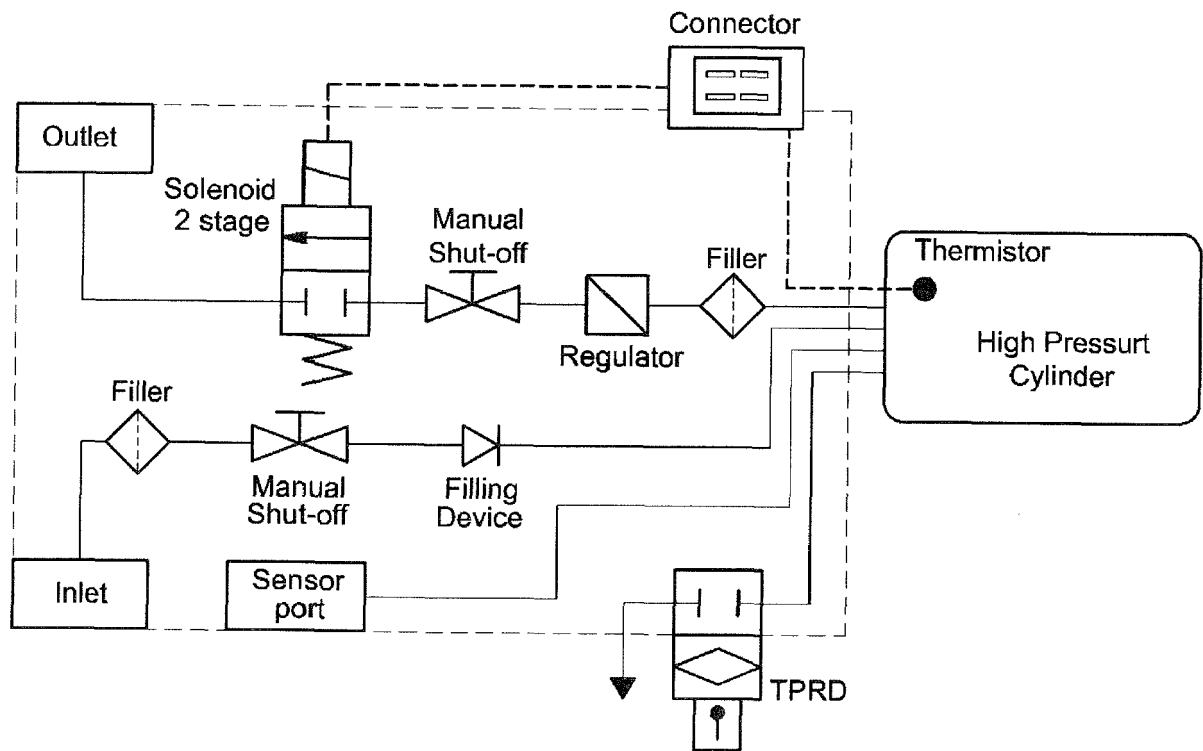 Connector
Outlet
Solenoid
2 stage
Manual
Shut-off
Filler
Thermistor
Regulator
High Pressurt
Cylinder
Filler
Manual
Shut-off
Filling
Device
Inlet
Sensor
port
TPRD